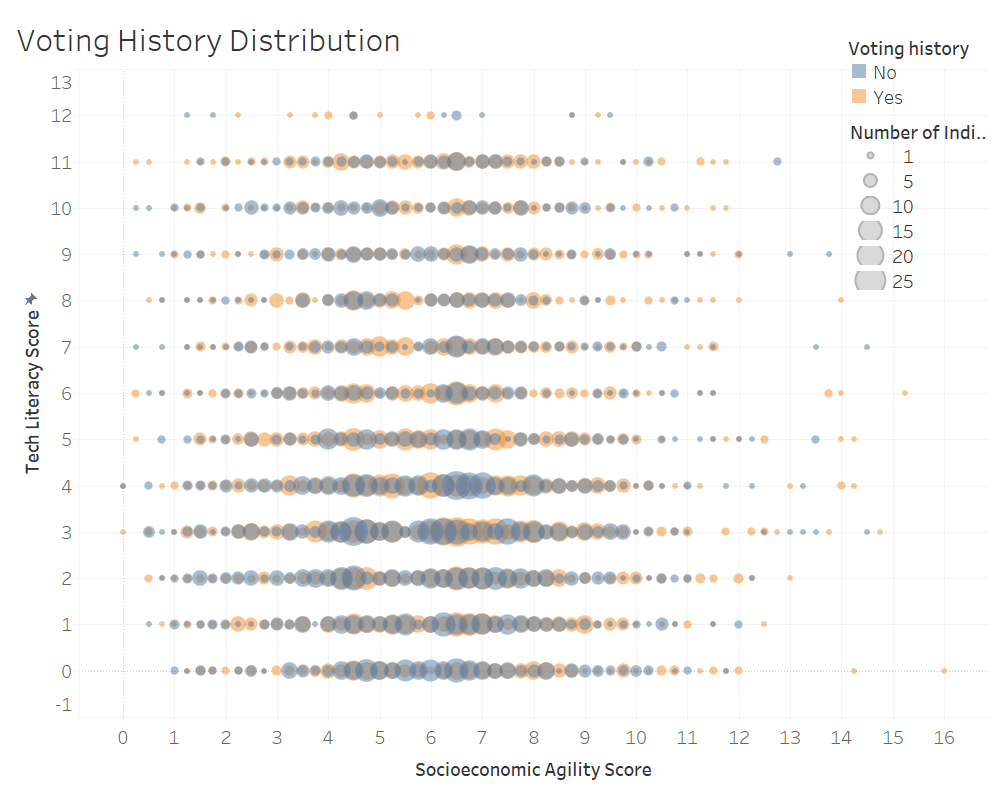 Voting History Distribution
Voting history
No
Yes
Number of Indi..
1
5
10
15
20
25
Tech Literacy Score
13
12
11
10
9
8
7
6
5
4
3
2
1
0
-1
0 1 2 3 4 5 6 7 8 9 10 11 12 13 14 15 16
Socioeconomic Agility Score